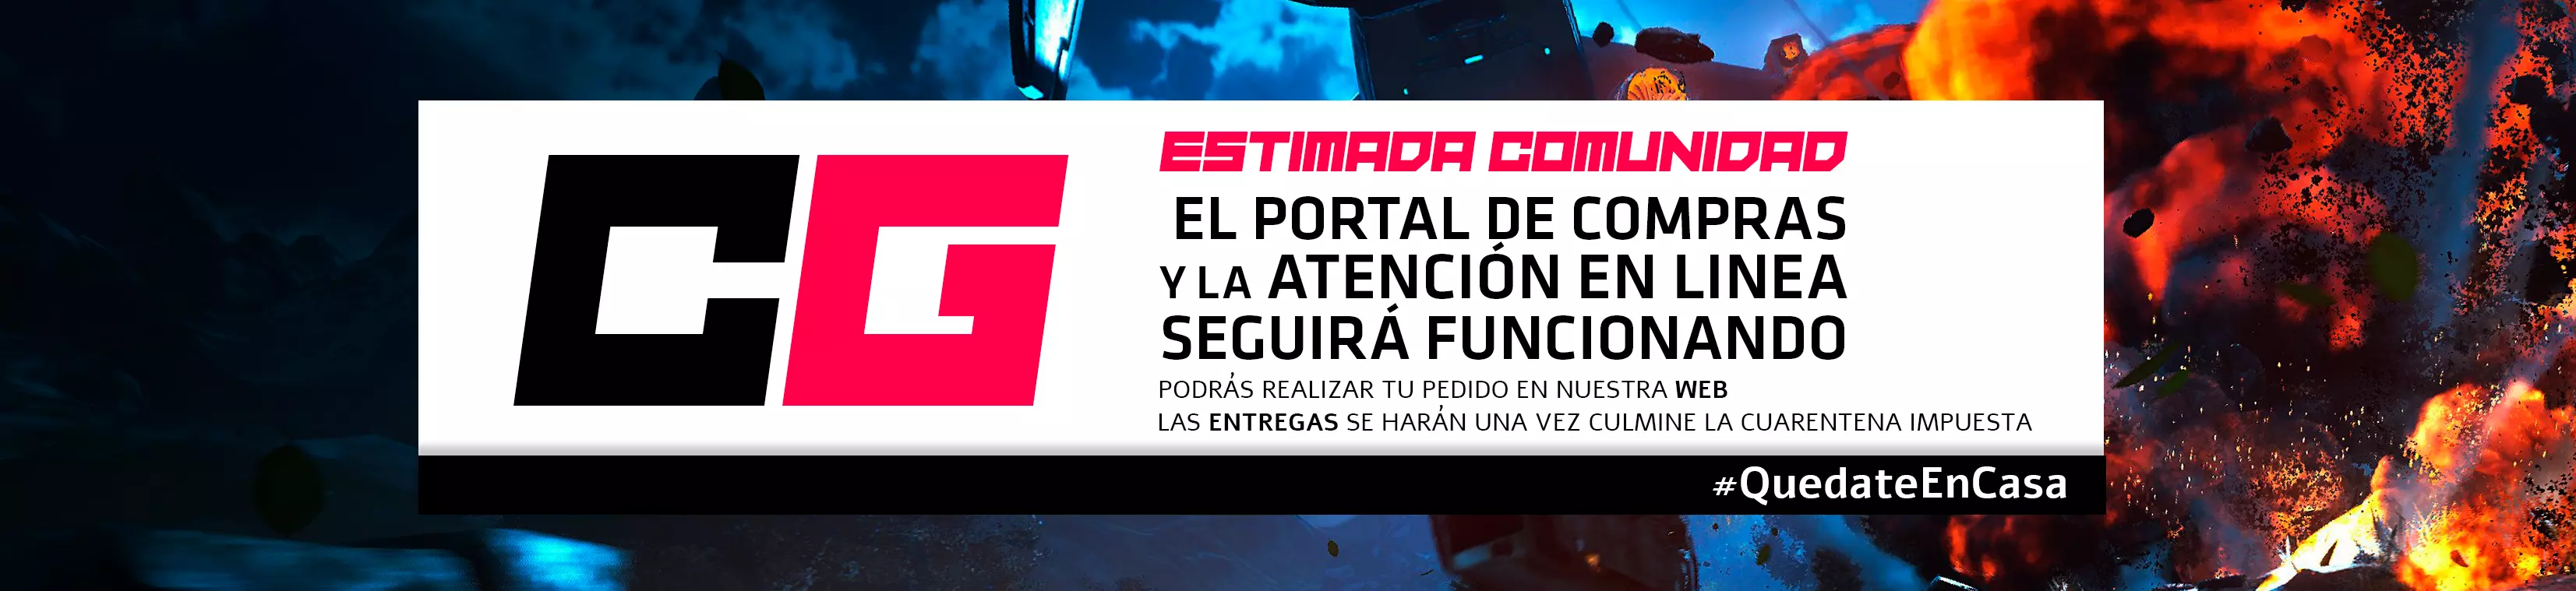 CG
ESTIMADA COMUNIDAD
EL PORTAL DE COMPRAS
Y LA ATENCIÓN EN LINEA
SEGUIRÁ FUNCIONANDO
PODRÁS REALIZAR TU PEDIDO EN NUESTRA WEB
LAS ENTREGAS SE HARÁN UNA VEZ CULMINE LA CUARENTENA IMPUESTA
#QuedateEnCasa